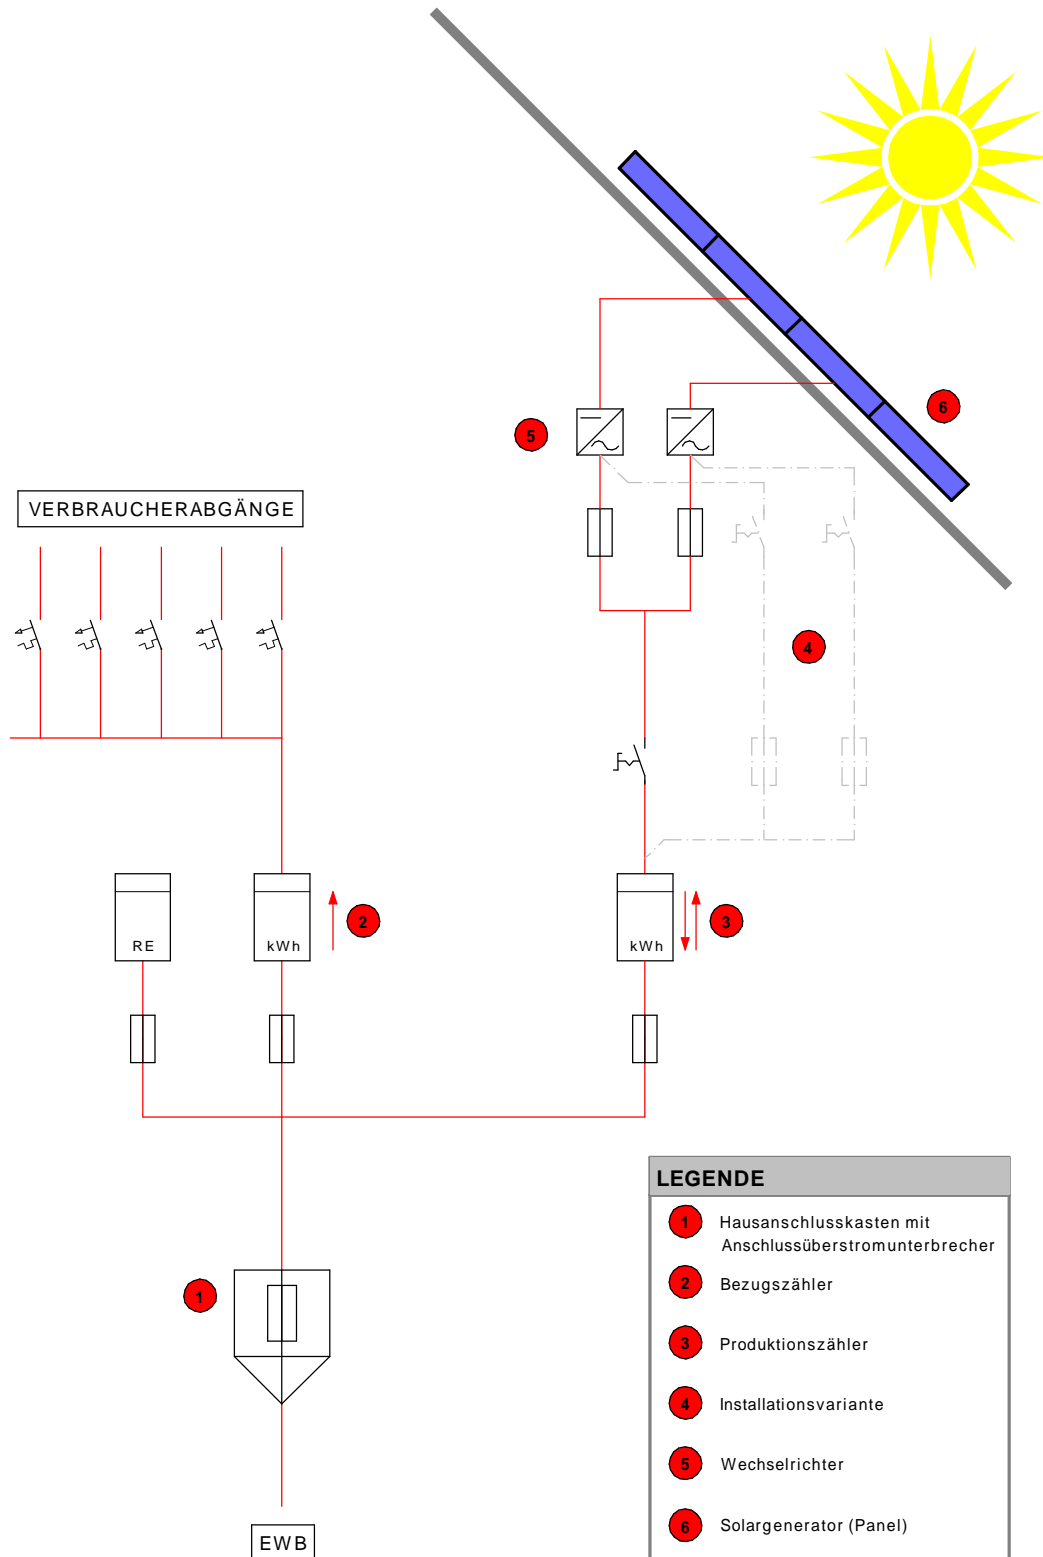 6
5
VERBRAUCHERABGÄNGE
4
RE
kWh
2
kWh
3
LEGENDE
1 Hausanschlusskasten mit
Anschlussüberstromunterbrecher
2 Bezugszähler
3 Produktionszähler
4 Installationsvariante
5 Wechselrichter
6 Solargenerator (Panel)
1
EWB